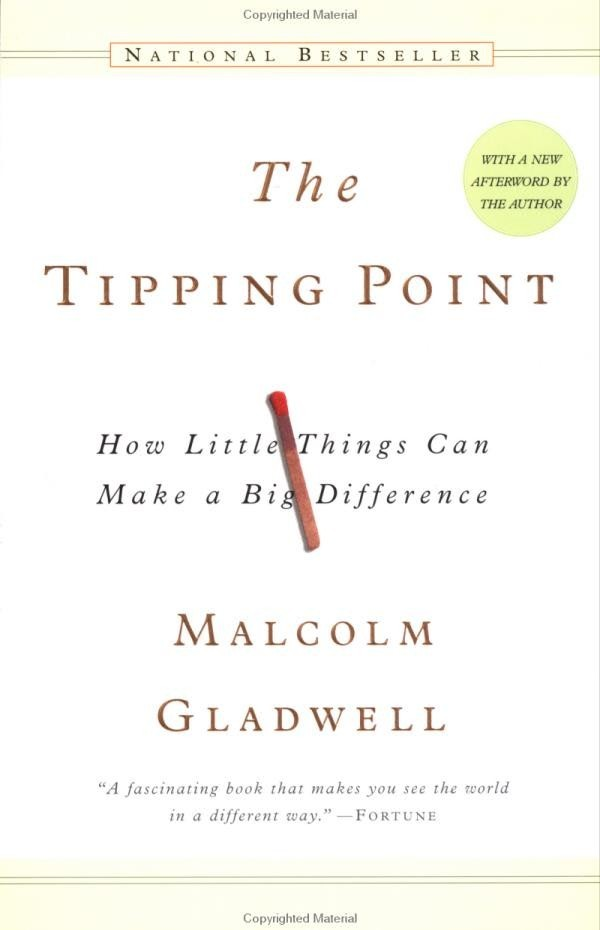 Copyrighted Material
NATIONAL BESTSELLER
The
WITH A NEW
AFTERWORD BY
THE AUTHOR
TIPPING POINT
How Little Things Can
Make a Big Difference
MALCOLM
GLADWELL
“A fascinating book that makes you see the world
in a different way.” —FORTUNE
Copyrighted Material